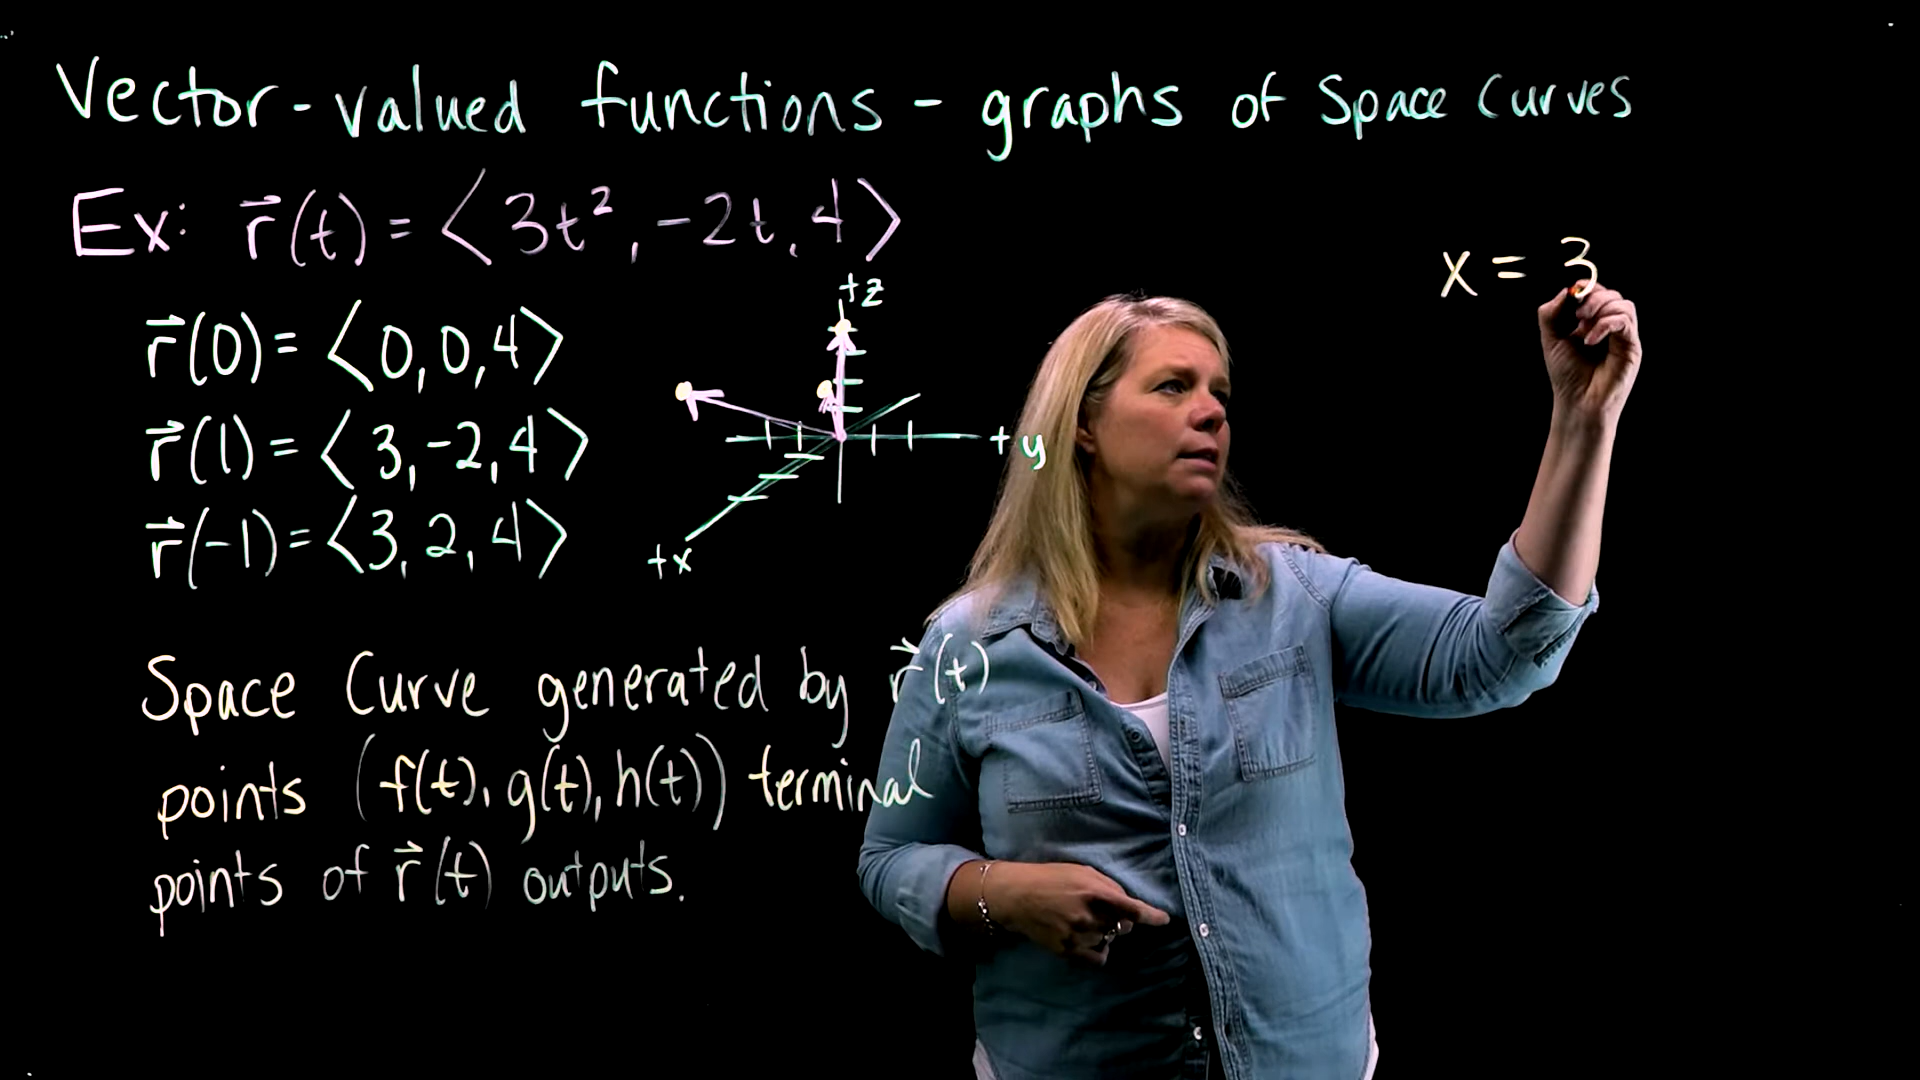 Vector-valued functions - graphs of Space Curves
Ex: r⃗(t) = ⟨3t², -2t, 4⟩
x = 3
r⃗(0) = ⟨0, 0, 4⟩
r⃗(1) = ⟨3, -2, 4⟩
r⃗(-1) = ⟨3, 2, 4⟩
+z
+y
+x
Space Curve generated by r⃗(t)
points (f(t), g(t), h(t)) terminal
points of r⃗(t) outputs.